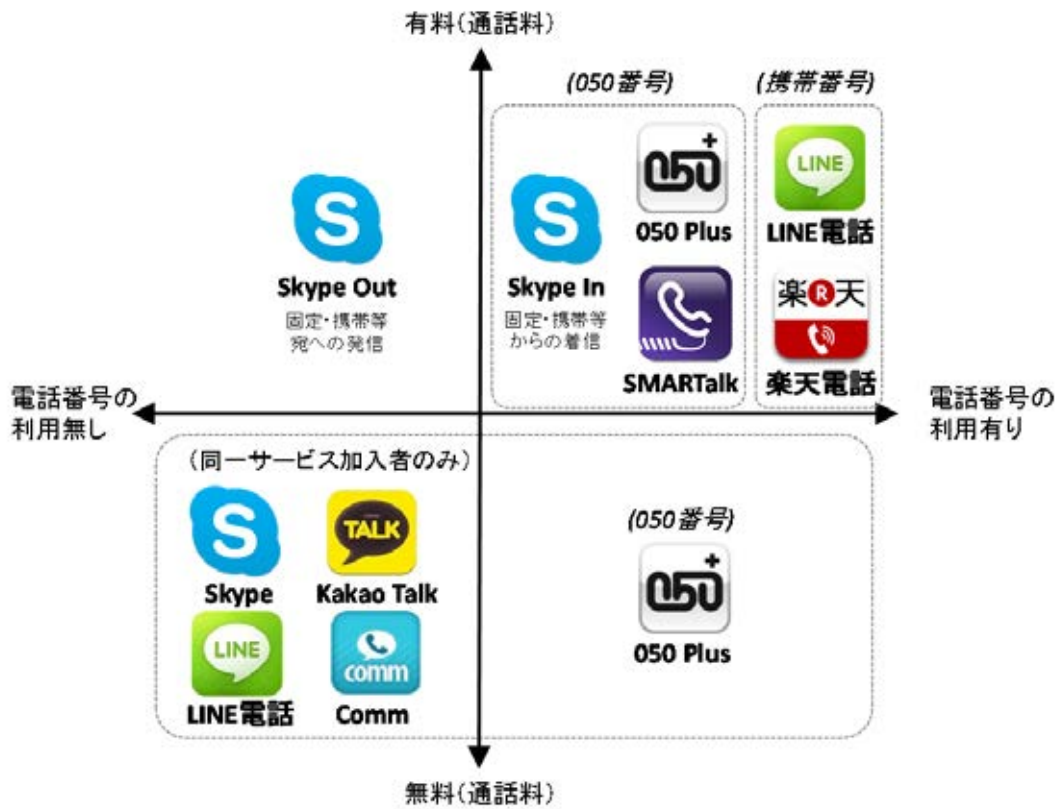 有料(通話料)
(050番号)
(携帯番号)
050
LINE
S
S
050 Plus
LINE電話
Skype Out
Skype In
楽R天
固定・携帯等
宛への発信
固定・携帯等
からの着信
SMARTalk
楽天電話
電話番号の
利用無し
電話番号の
利用有り
(同一サービス加入者のみ)
S
TALK
(050番号)
050
Skype
Kakao Talk
LINE
comm
050 Plus
LINE電話
Comm
無料(通話料)